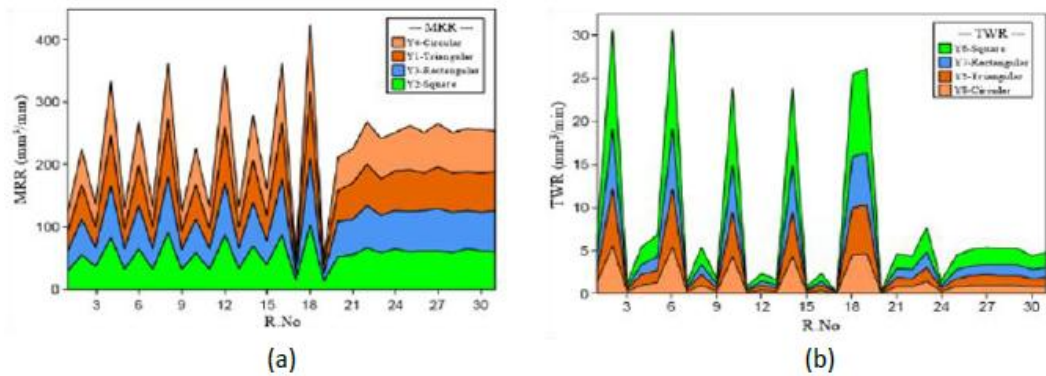 400
300
200
100
0
MRR (mm³/min)
— MRR —
Y4-Circular
Y1-Triangular
Y3-Rectangular
Y2-Square
3 6 9 12 15 18 21 24 27 30
R.No
(a)
30
25
20
15
10
5
0
TWR (mm³/min)
— TWR —
Y6-Square
Y7-Rectangular
Y5-Triangular
Y8-Circular
3 6 9 12 15 18 21 24 27 30
R.No
(b)